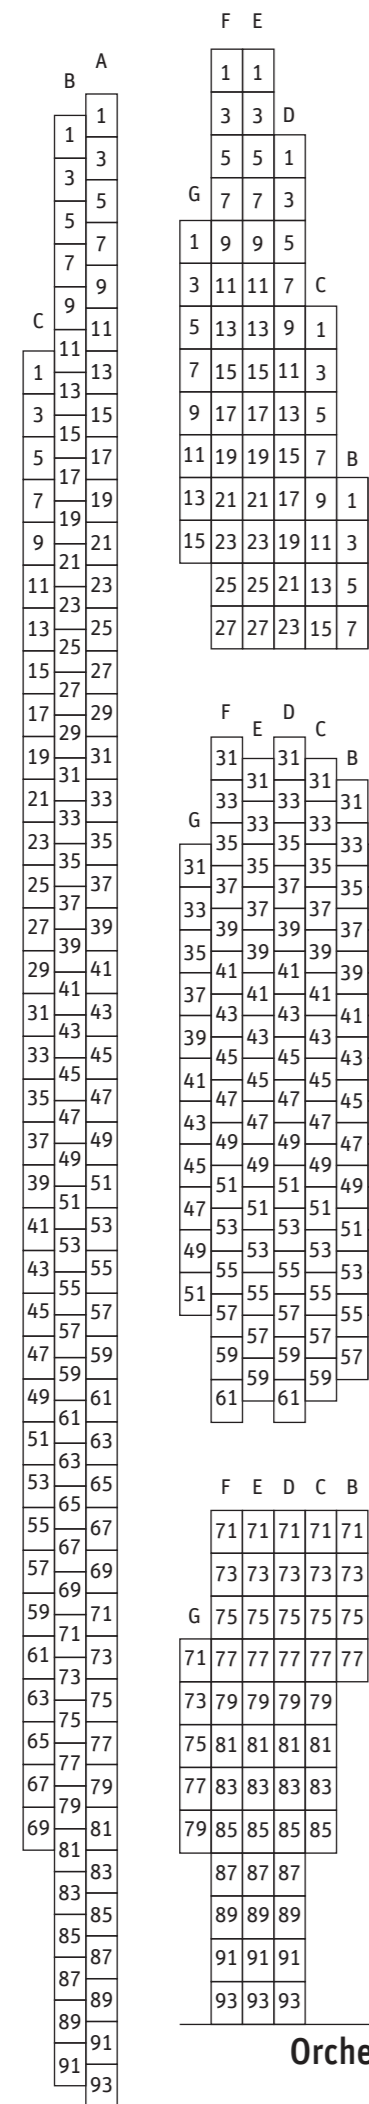 C
1 3 5 7 9 11 13 15 17 19 21 23 25 27 29 31 33 35 37 39 41 43 45 47 49 51 53 55 57 59 61 63 65 67 69
B
1 3 5 7 9 11 13 15 17 19 21 23 25 27 29 31 33 35 37 39 41 43 45 47 49 51 53 55 57 59 61 63 65 67 69 71 73 75 77 79 81 83 85 87 89 91
A
1 3 5 7 9 11 13 15 17 19 21 23 25 27 29 31 33 35 37 39 41 43 45 47 49 51 53 55 57 59 61 63 65 67 69 71 73 75 77 79 81 83 85 87 89 91 93
F E
1 1
3 3 D
5 5 1
G 7 7 3
1 9 9 5
3 11 11 7 C
5 13 13 9 1
7 15 15 11 3
9 17 17 13 5
11 19 19 15 7 B
13 21 21 17 9 1
15 23 23 19 11 3
25 25 21 13 5
27 27 23 15 7
G
31 33 35 37 39 41 43 45 47 49 51
F
31 33 35 37 39 41 43 45 47 49 51 53 55 57 59 61
E
31 33 35 37 39 41 43 45 47 49 51 53 55 57 59
D
31 33 35 37 39 41 43 45 47 49 51 53 55 57 59 61
C
31 33 35 37 39 41 43 45 47 49 51 53 55 57 59
B
31 33 35 37 39 41 43 45 47 49 51 53 55 57
F E D C B
71 71 71 71 71
73 73 73 73 73
G 75 75 75 75 75
71 77 77 77 77 77
73 79 79 79 79
75 81 81 81 81
77 83 83 83 83
79 85 85 85 85
87 87 87
89 89 89
91 91 91
93 93 93
Orche